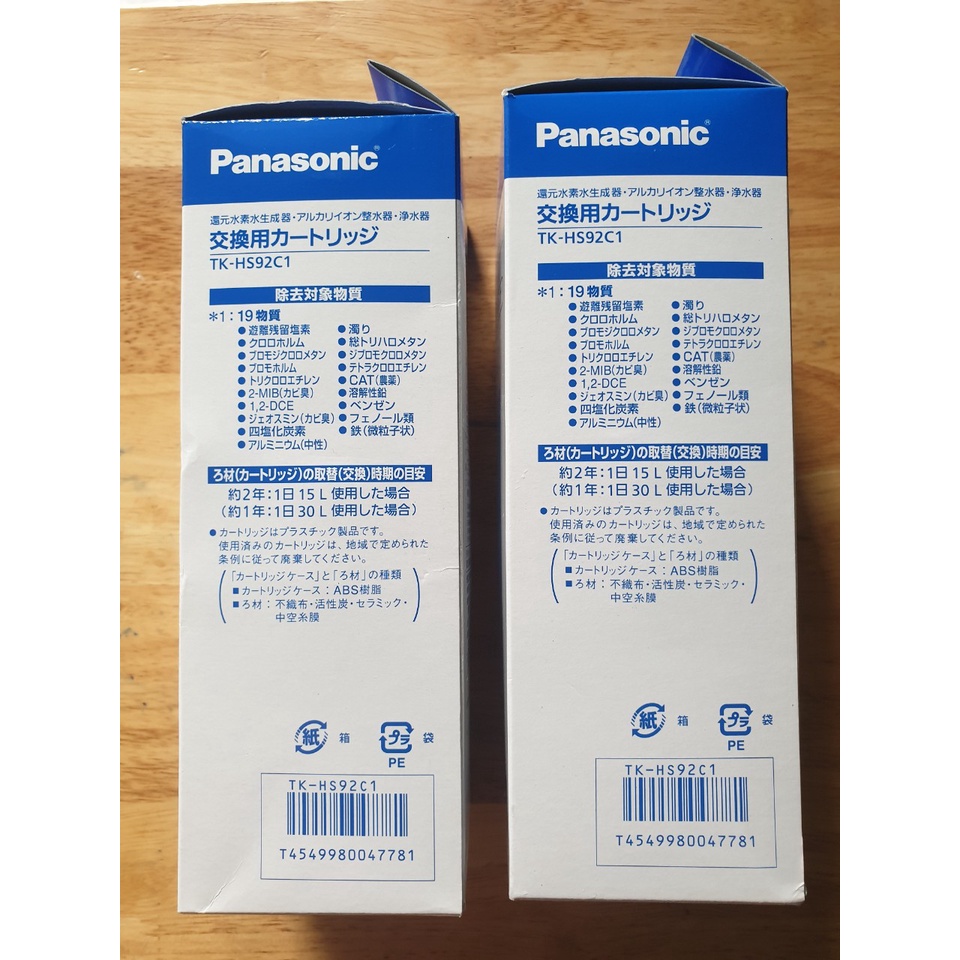 Panasonic®
還元水素水生成器・アルカリイオン整水器・浄水器
交換用カートリッジ
TK-HS92C1
除去対象物質
*1：19物質
●遊離残留塩素 ●濁り
●クロロホルム ●総トリハロメタン
●ブロモジクロロメタン ●ジブロモクロロメタン
●ブロモホルム ●テトラクロロエチレン
●トリクロロエチレン ●CAT(農薬)
●2-MIB(カビ臭) ●溶解性鉛
●1,2-DCE ●ベンゼン
●ジェオスミン(カビ臭) ●フェノール類
●四塩化炭素 ●鉄(微粒子状)
●アルミニウム(中性)
ろ材(カートリッジ)の取替(交換)時期の目安
約2年：1日15L使用した場合
(約1年：1日30L使用した場合)
●カートリッジはプラスチック製品です。
使用済みのカートリッジは、地域で定められた
条例に従って廃棄してください。
「カートリッジケース」と「ろ材」の種類
■カートリッジケース：ABS樹脂
■ろ材：不織布・活性炭・セラミック・
中空糸膜
紙 箱 プラ 袋
PE
TK-HS92C1
T4549980047781
Panasonic®
還元水素水生成器・アルカリイオン整水器・浄水器
交換用カートリッジ
TK-HS92C1
除去対象物質
*1：19物質
●遊離残留塩素 ●濁り
●クロロホルム ●総トリハロメタン
●ブロモジクロロメタン ●ジブロモクロロメタン
●ブロモホルム ●テトラクロロエチレン
●トリクロロエチレン ●CAT(農薬)
●2-MIB(カビ臭) ●溶解性鉛
●1,2-DCE ●ベンゼン
●ジェオスミン(カビ臭) ●フェノール類
●四塩化炭素 ●鉄(微粒子状)
●アルミニウム(中性)
ろ材(カートリッジ)の取替(交換)時期の目安
約2年：1日15L使用した場合
(約1年：1日30L使用した場合)
●カートリッジはプラスチック製品です。
使用済みのカートリッジは、地域で定められた
条例に従って廃棄してください。
「カートリッジケース」と「ろ材」の種類
■カートリッジケース：ABS樹脂
■ろ材：不織布・活性炭・セラミック・
中空糸膜
紙 箱 プラ 袋
PE
TK-HS92C1
T4549980047781